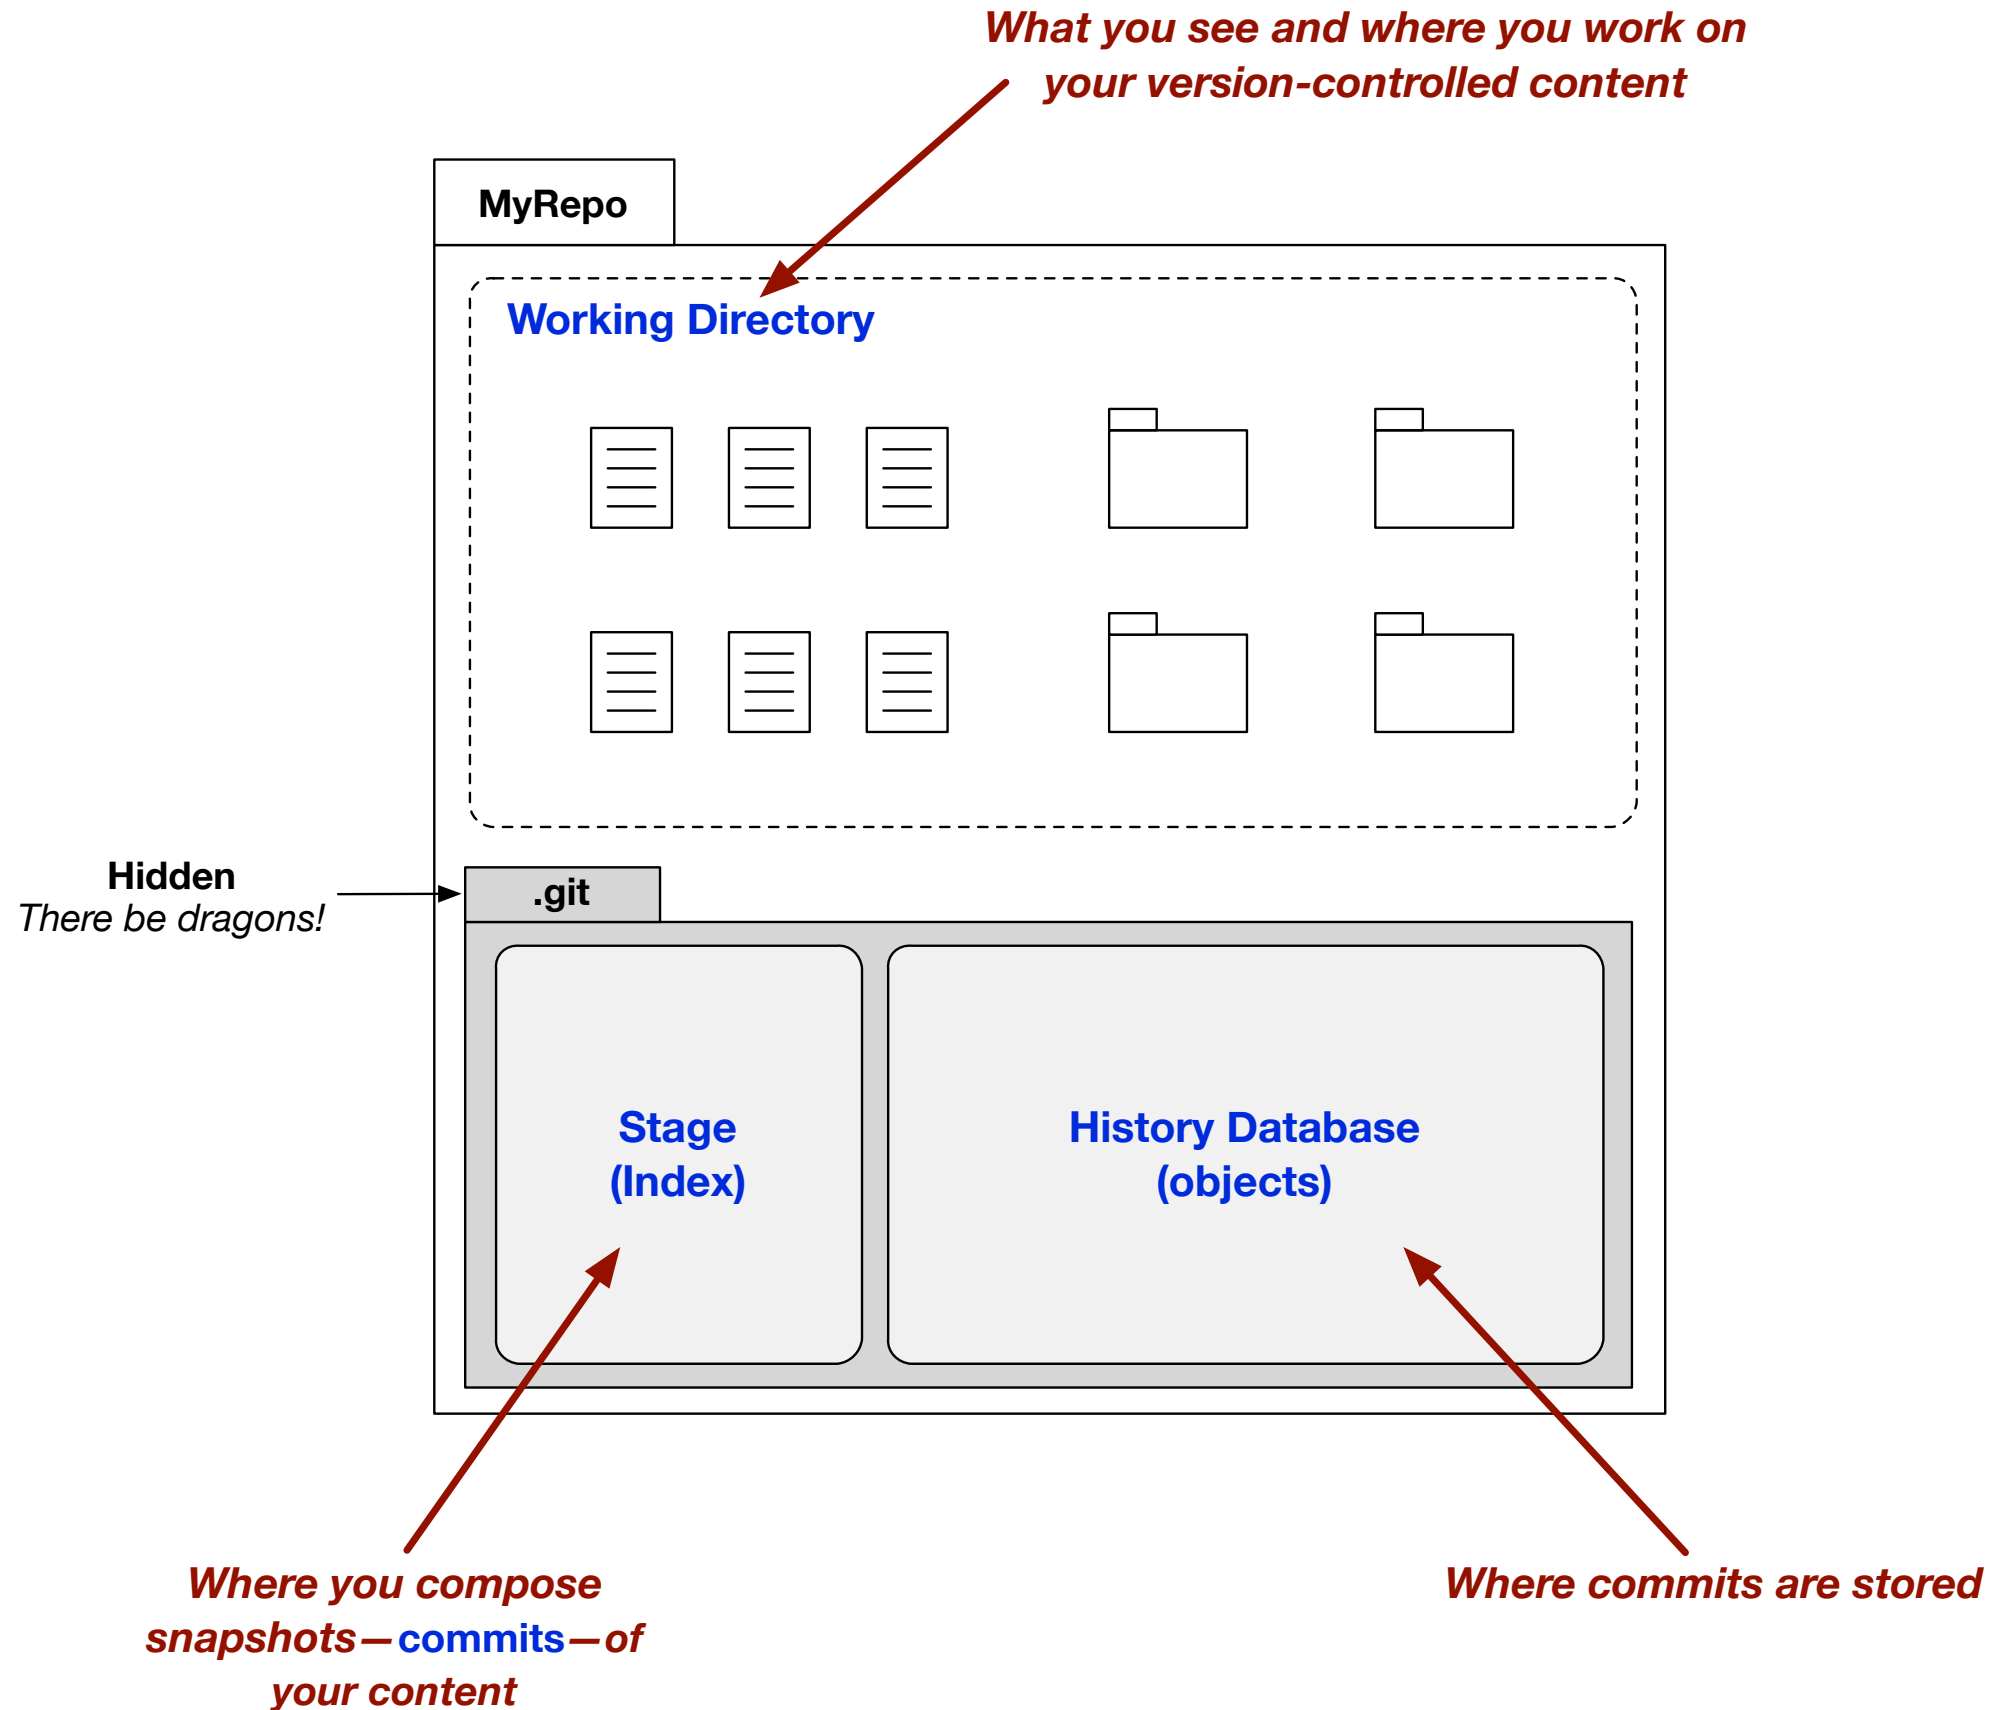 What you see and where you work on
your version-controlled content
MyRepo
Working Directory
Hidden
There be dragons!
.git
Stage
(Index)
History Database
(objects)
Where you compose
snapshots—commits—of
your content
Where commits are stored